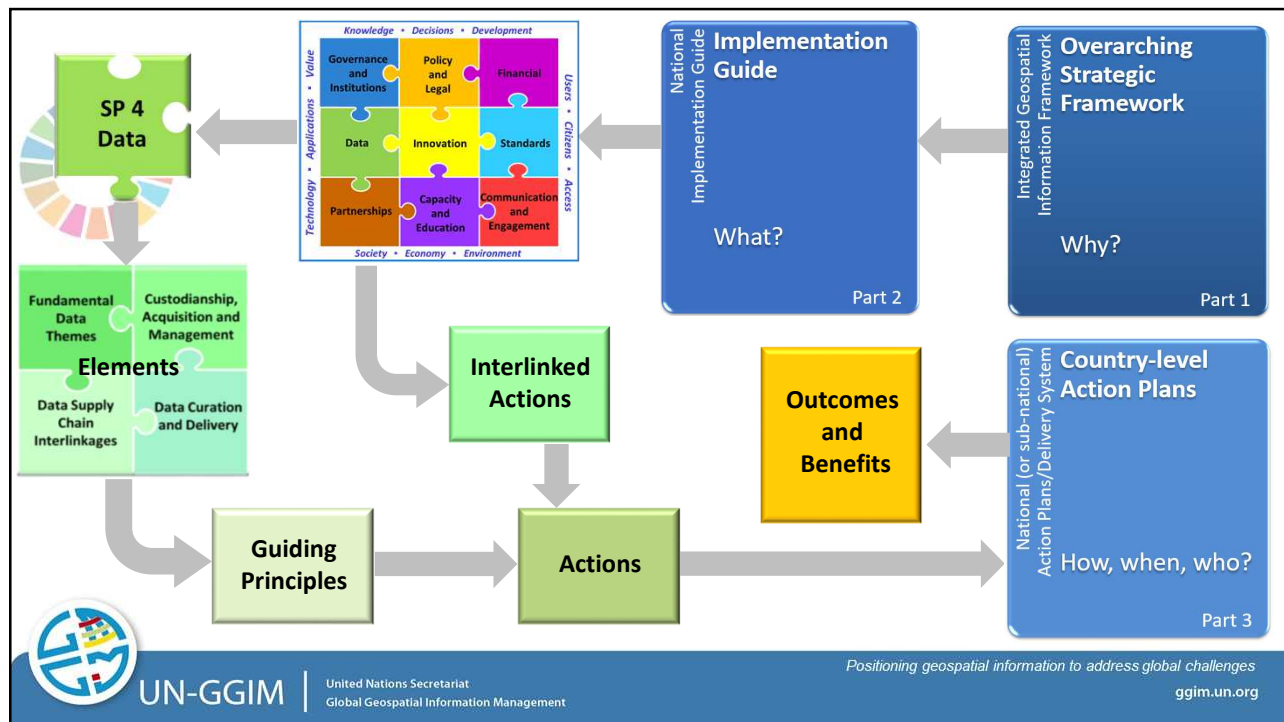 SP 4
Data
Knowledge • Decisions • Development
Technology • Applications • Value
Users • Citizens • Access
Society • Economy • Environment
Governance
and
Institutions
Policy
and
Legal
Financial
Data
Innovation
Standards
Partnerships
Capacity
and
Education
Communication
and
Engagement
National
Implementation Guide
Implementation
Guide
What?
Part 2
Integrated Geospatial
Information Framework
Overarching
Strategic
Framework
Why?
Part 1
Fundamental
Data
Themes
Custodianship,
Acquisition and
Management
Elements
Data Supply
Chain
Interlinkages
Data Curation
and Delivery
Interlinked
Actions
Outcomes
and
Benefits
National (or sub-national)
Action Plans/Delivery System
Country-level
Action Plans
How, when, who?
Part 3
Guiding
Principles
Actions
UN-GGIM
United Nations Secretariat
Global Geospatial Information Management
Positioning geospatial information to address global challenges
ggim.un.org